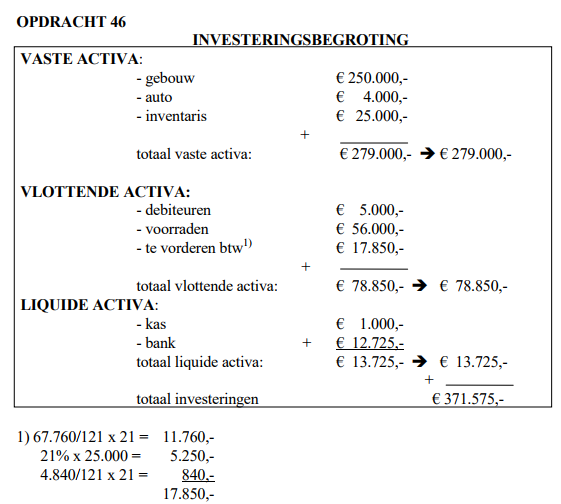 OPDRACHT 46
INVESTERINGSBEGROTING
VASTE ACTIVA:
- gebouw € 250.000,-
- auto € 4.000,-
- inventaris € 25.000,-
+
totaal vaste activa: € 279.000,- ➔ € 279.000,-
VLOTTENDE ACTIVA:
- debiteuren € 5.000,-
- voorraden € 56.000,-
- te vorderen btw1) € 17.850,-
+
totaal vlottende activa: € 78.850,- ➔ € 78.850,-
LIQUIDE ACTIVA:
- kas € 1.000,-
- bank + € 12.725,-
totaal liquide activa: € 13.725,- ➔ € 13.725,-
+
totaal investeringen € 371.575,-
1) 67.760/121 x 21 = 11.760,-
21% x 25.000 = 5.250,-
4.840/121 x 21 = 840,-
17.850,-